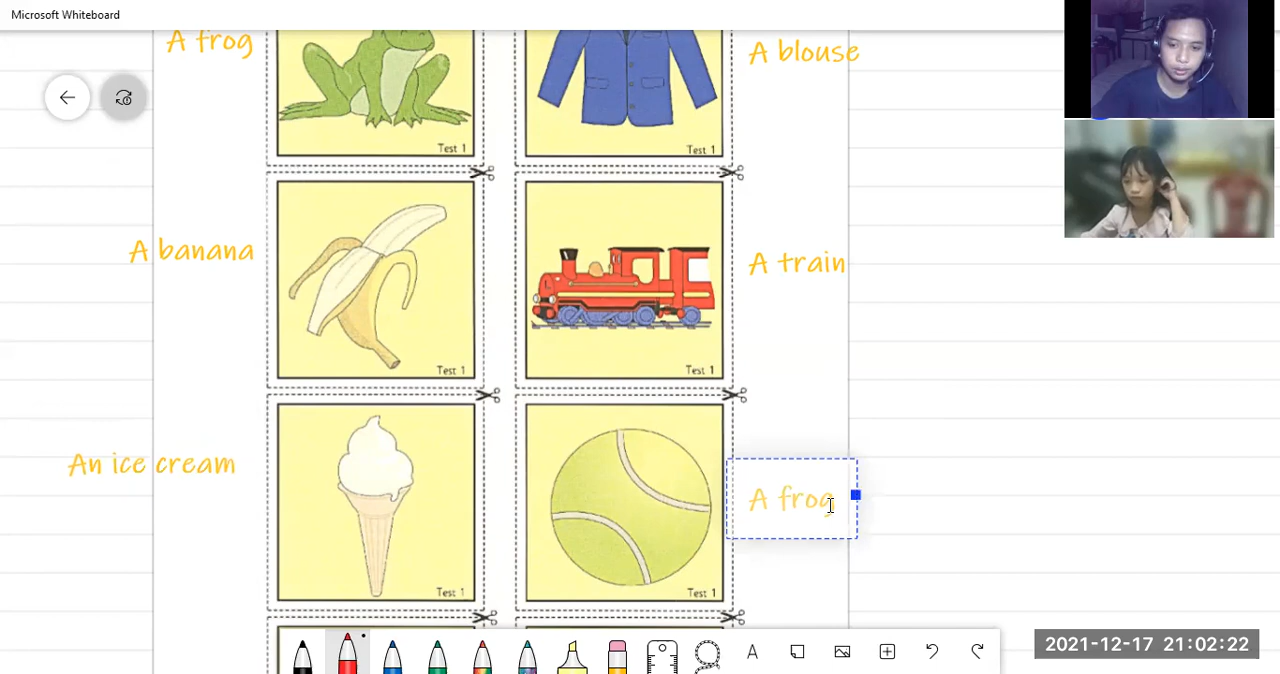 Microsoft Whiteboard
A frog
A blouse
Test 1
Test 1
A banana
A train
Test 1
Test 1
An ice cream
A frog
Test 1
Test 1
A
2021-12-17 21:02:22